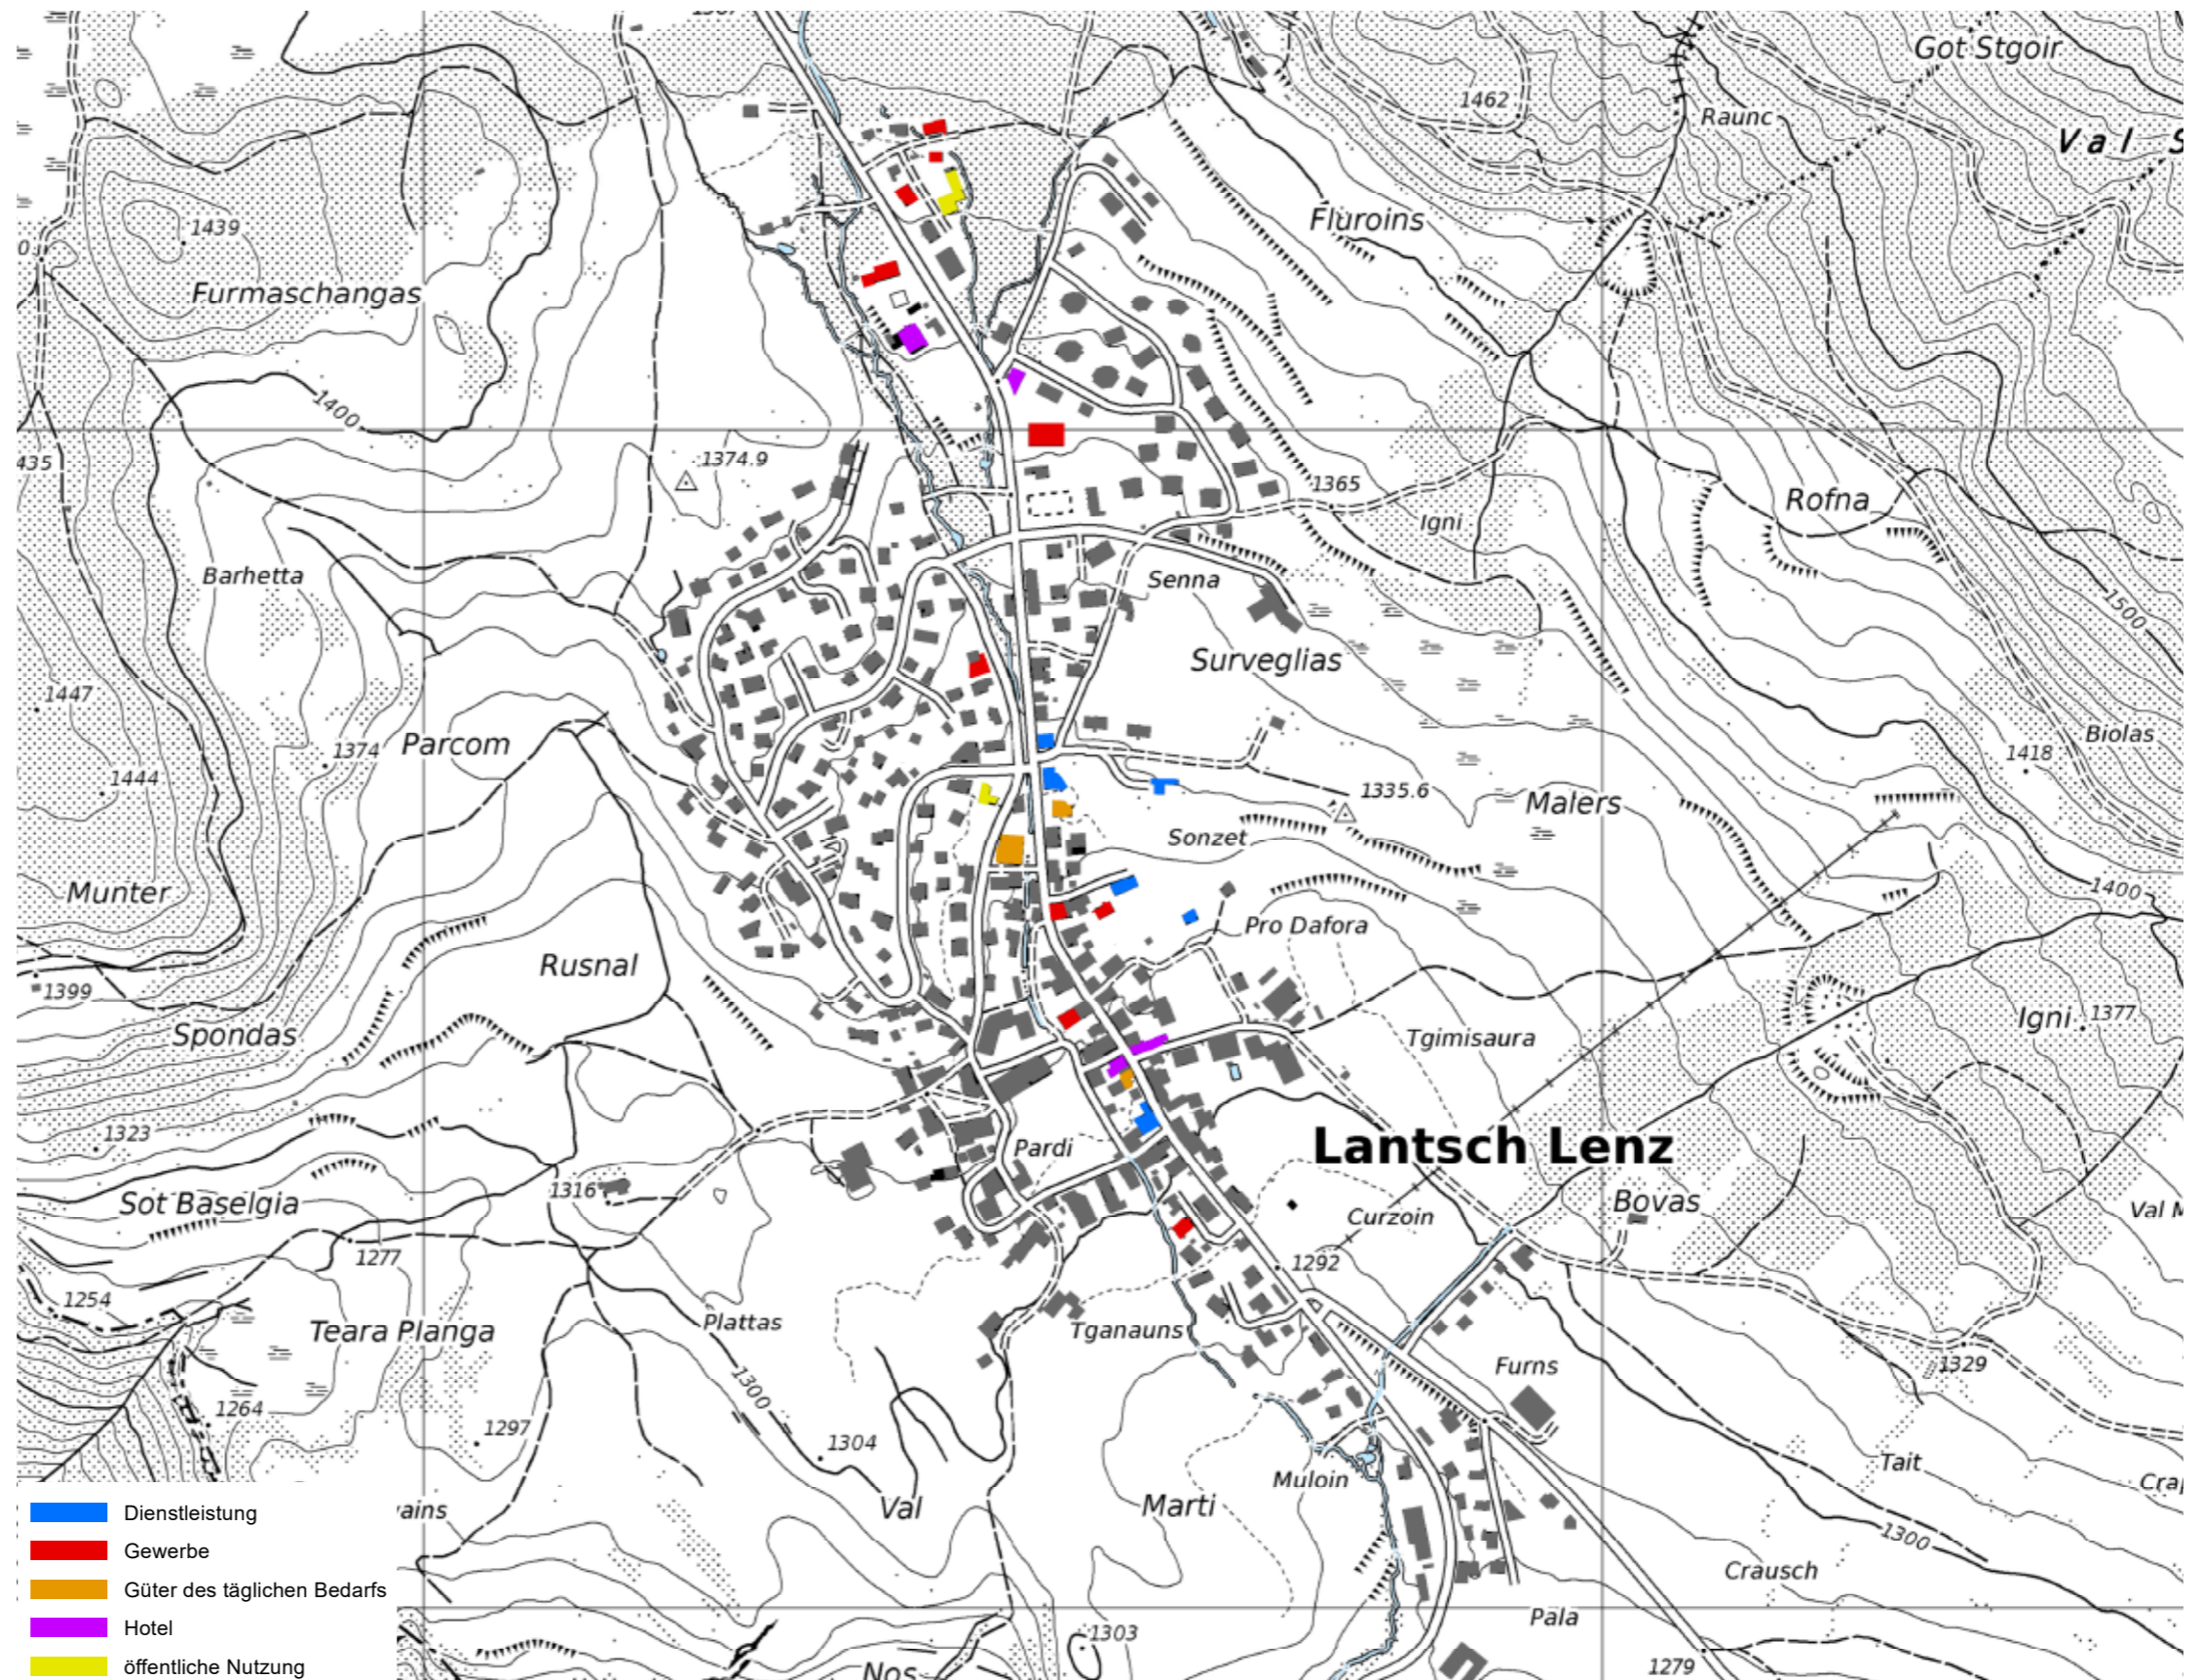 Got Stgoir
1462
Raunc
Val S
1439
Fluroins
Furmaschangas
1400
435
1374.9
1365
Rofna
Igni
Barhetta
Senna
1500
Surveglias
1447
1374
Parcom
Biolas
1418
1444
1335.6
Malers
Sonzet
Munter
1400
Pro Dafora
Rusnal
1399
Igni
1377
Spondas
Tgimisaura
1323
Pardi
Lantsch Lenz
1316
Bovas
Sot Baselgia
Curzoin
Val M
1277
1292
1254
Plattas
Teara Planga
Tganauns
1329
Furns
1300
1264
1297
1304
Tait
Muloin
Cra
Val
Marti
ains
1300
Crausch
Pala
1303
1279
Nos
Dienstleistung
Gewerbe
Güter des täglichen Bedarfs
Hotel
öffentliche Nutzung